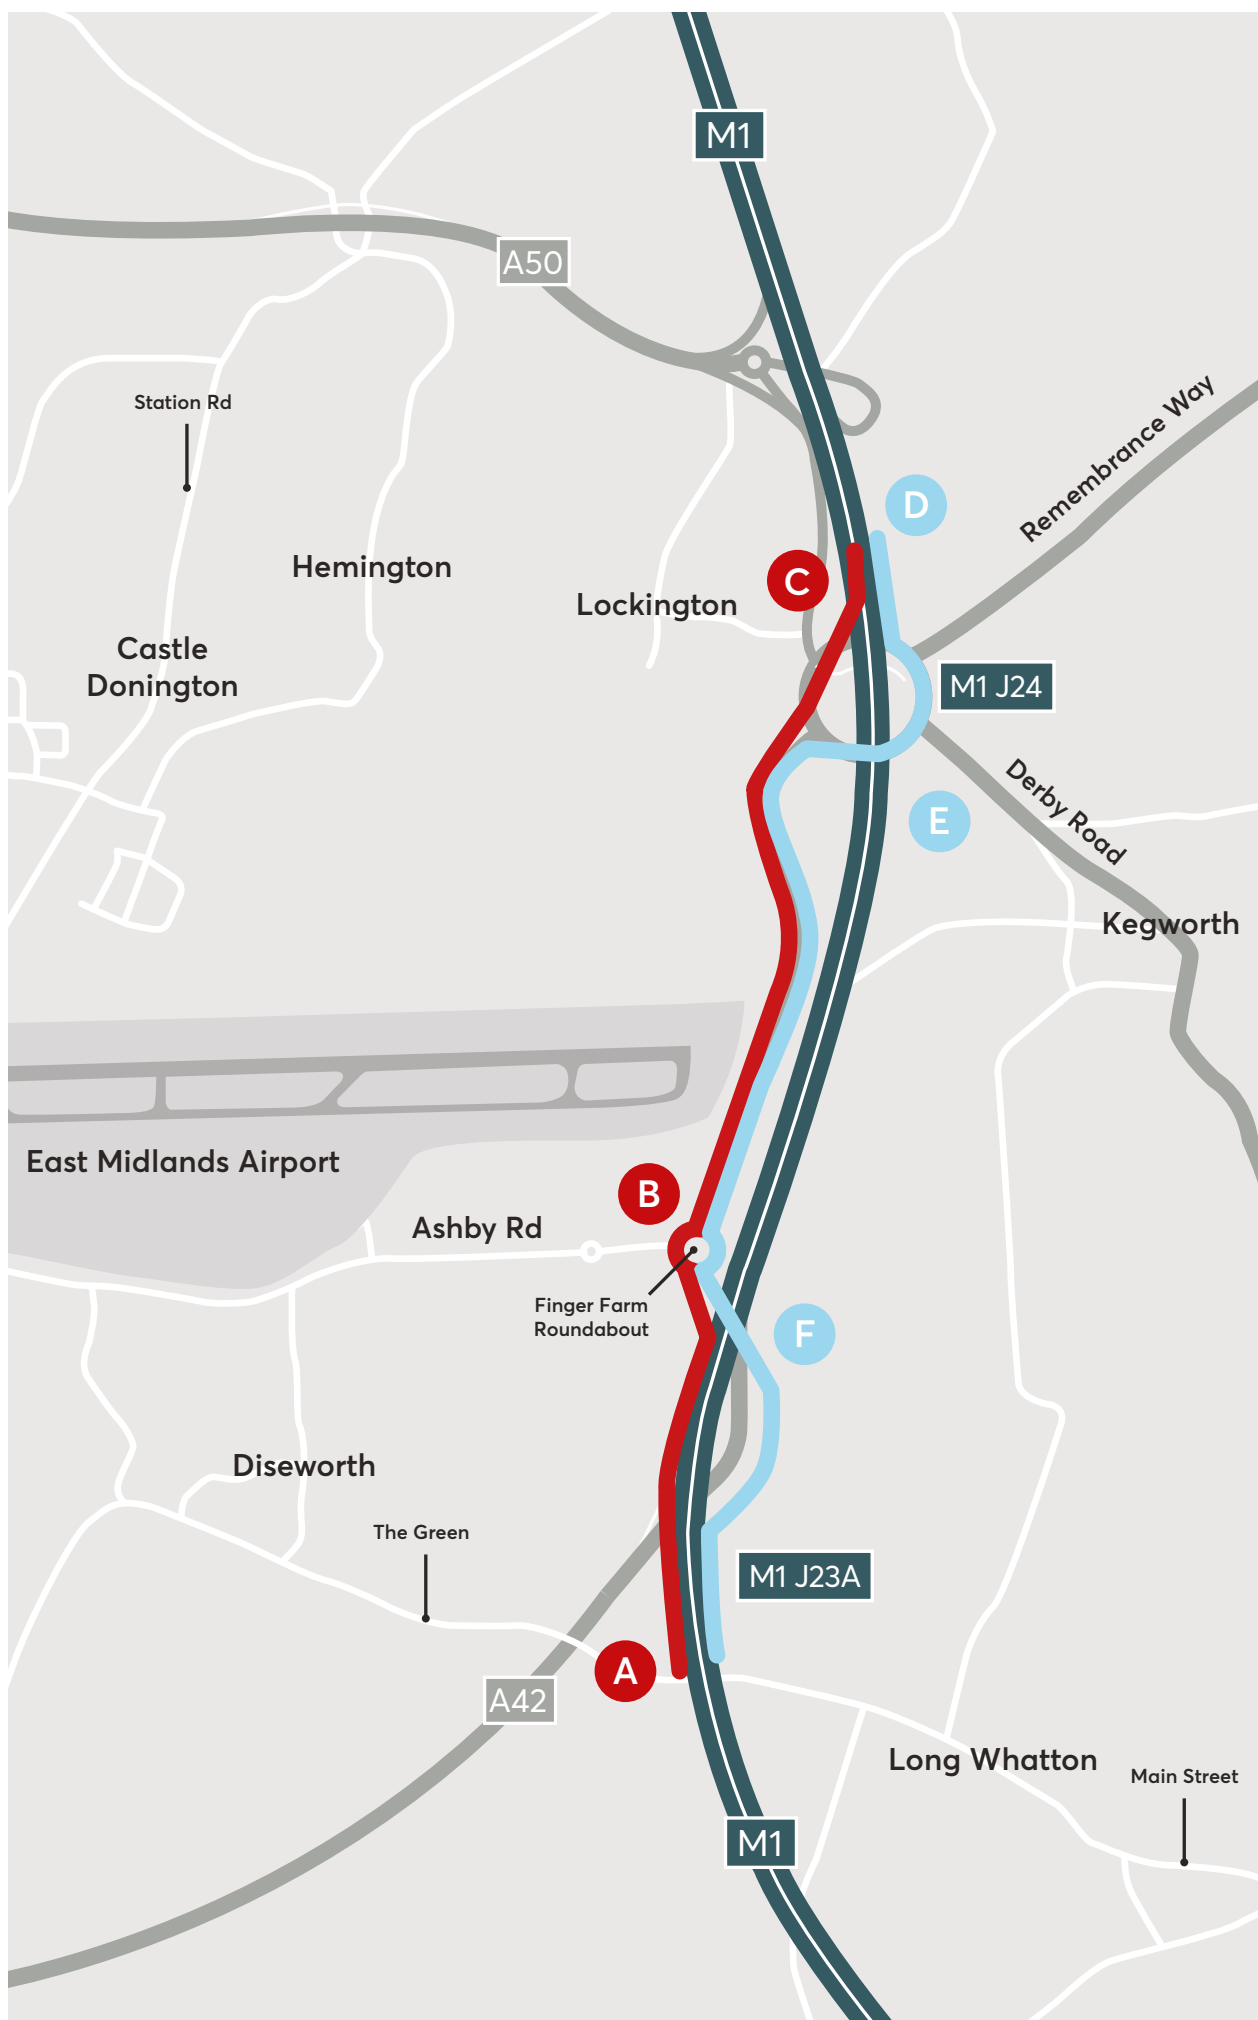 M1
A50
Station Rd
Remembrance Way
D
Hemington
C
Lockington
Castle
Donington
M1 J24
Derby Road
E
Kegworth
East Midlands Airport
B
Ashby Rd
Finger Farm
Roundabout
F
Diseworth
The Green
M1 J23A
A
A42
Long Whatton
Main Street
M1